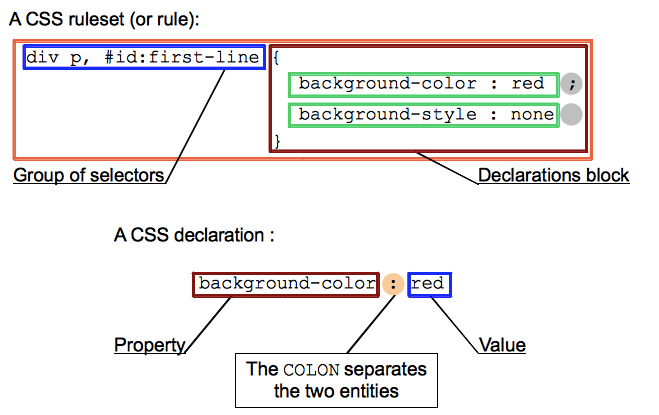 A CSS ruleset (or rule):
div p, #id:first-line {
background-color : red ;
background-style : none
}
Group of selectors
Declarations block
A CSS declaration :
background-color : red
Property
Value
The COLON separates
the two entities